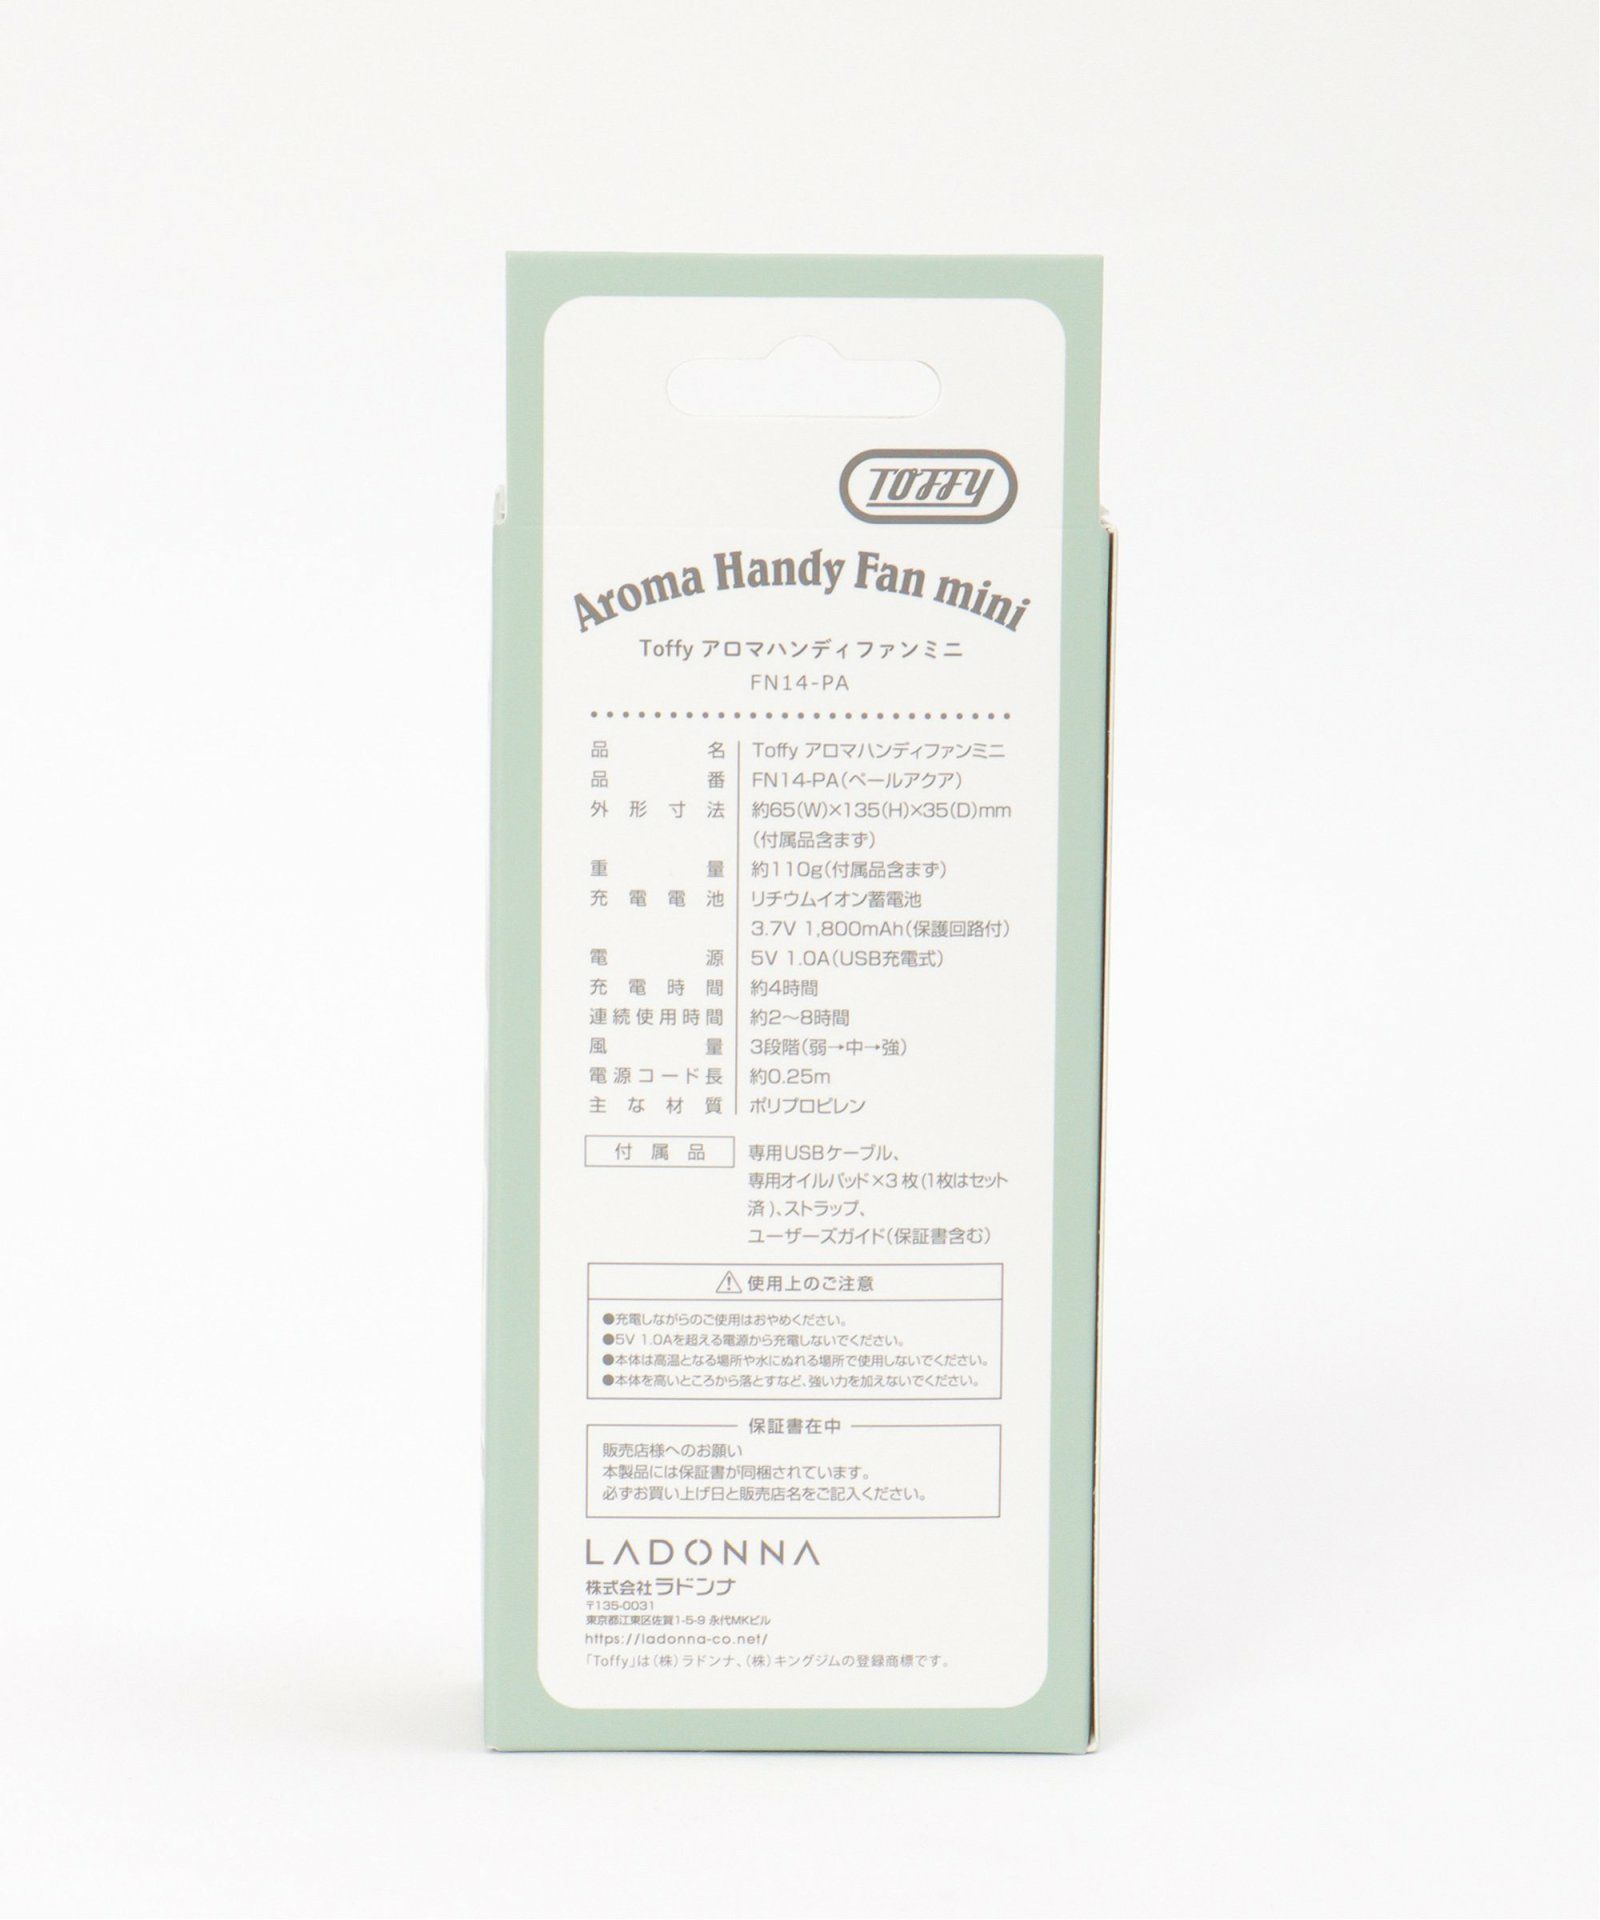 TOFFY
Aroma Handy Fan mini
Toffy アロマハンディファンミニ
FN14-PA
品名 Toffy アロマハンディファンミニ
品番 FN14-PA(ペールアクア)
外形寸法 約65(W)×135(H)×35(D)mm
(付属品含まず)
重量 約110g(付属品含まず)
充電電池 リチウムイオン蓄電池
3.7V 1,800mAh(保護回路付)
電源 5V 1.0A(USB充電式)
充電時間 約4時間
連続使用時間 約2〜8時間
風量 3段階(弱→中→強)
電源コード長 約0.25m
主な材質 ポリプロピレン
付属品 専用USBケーブル、
専用オイルパッド×3枚(1枚はセット
済)、ストラップ、
ユーザーズガイド(保証書含む)
⚠使用上のご注意
●充電しながらのご使用はおやめください。
●5V 1.0Aを超える電源から充電しないでください。
●本体は高温となる場所や水にぬれる場所で使用しないでください。
●本体を高いところから落とすなど、強い力を加えないでください。
保証書在中
販売店様へのお願い
本製品には保証書が同梱されています。
必ずお買い上げ日と販売店名をご記入ください。
LADONNA
株式会社ラドンナ
〒135-0031
東京都江東区佐賀1-5-9 永代MKビル
https://ladonna-co.net/
「Toffy」は(株)ラドンナ、(株)キングジムの登録商標です。